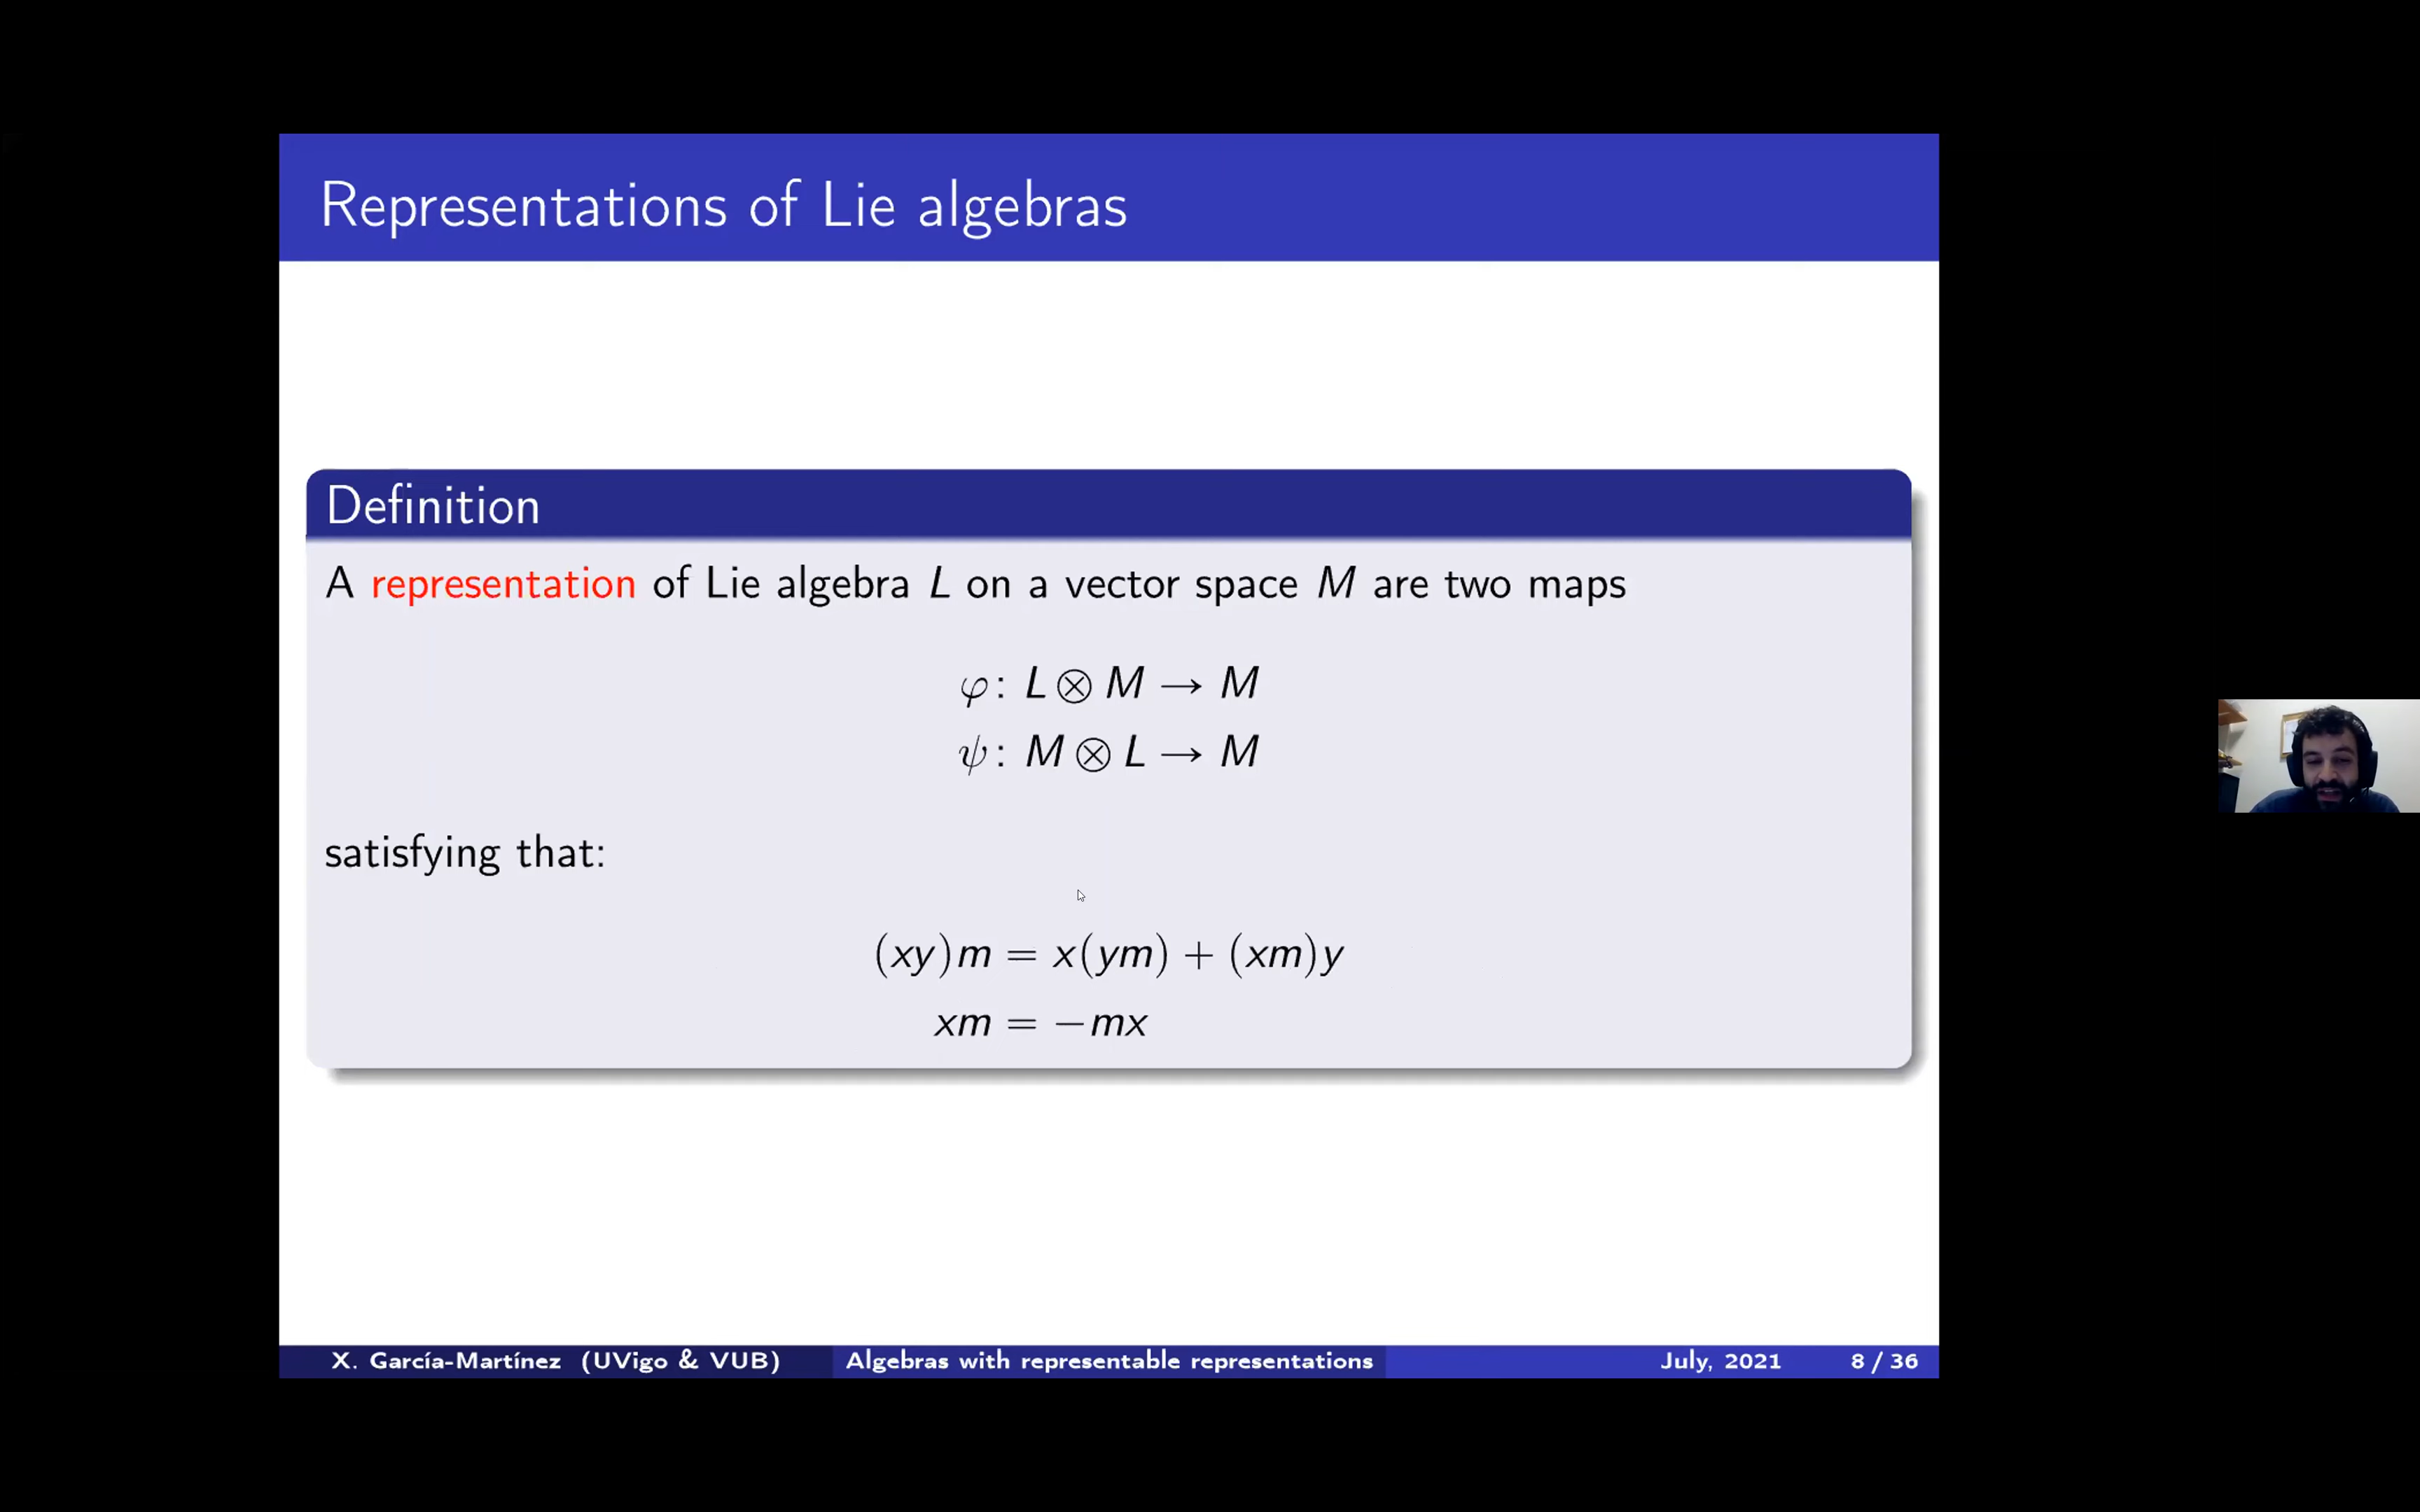 Representations of Lie algebras
Definition
A representation of Lie algebra L on a vector space M are two maps
φ: L ⊗ M → M
ψ: M ⊗ L → M
satisfying that:
(xy)m = x(ym) + (xm)y
xm = −mx
X. García-Martínez (UVigo & VUB) Algebras with representable representations July, 2021 8 / 36